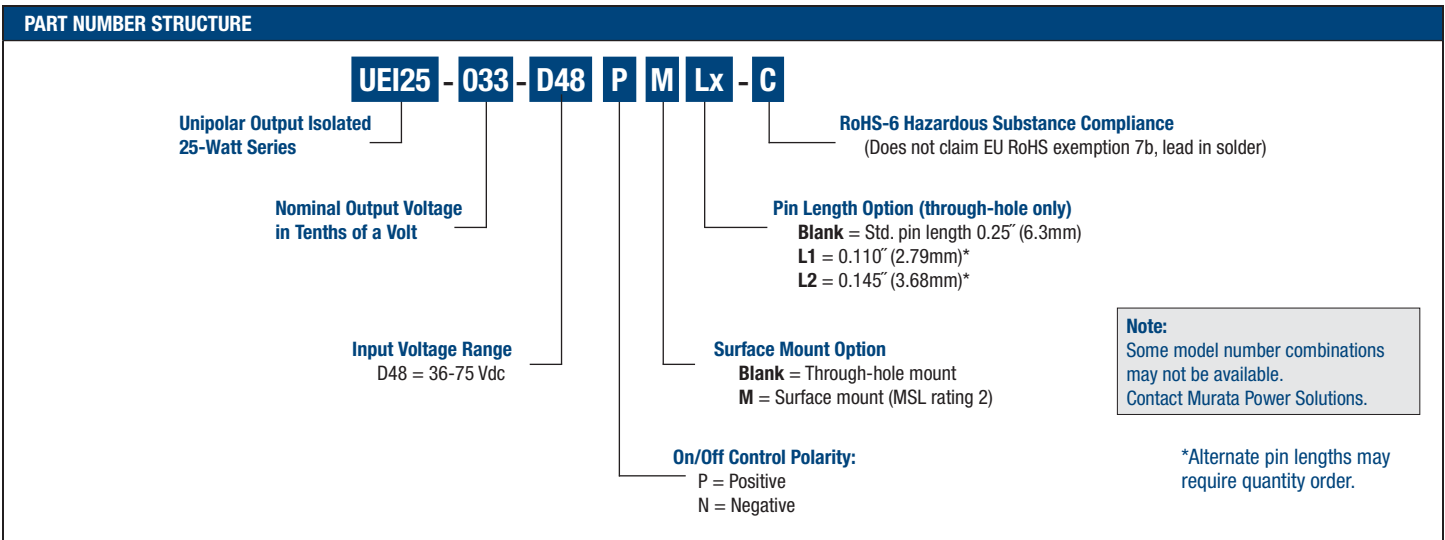 PART NUMBER STRUCTURE
UEI25 - 033 - D48 P M Lx - C
Unipolar Output Isolated
25-Watt Series
RoHS-6 Hazardous Substance Compliance
(Does not claim EU RoHS exemption 7b, lead in solder)
Nominal Output Voltage
in Tenths of a Volt
Pin Length Option (through-hole only)
Blank = Std. pin length 0.25˝ (6.3mm)
L1 = 0.110˝ (2.79mm)*
L2 = 0.145˝ (3.68mm)*
Input Voltage Range
D48 = 36-75 Vdc
Surface Mount Option
Blank = Through-hole mount
M = Surface mount (MSL rating 2)
Note:
Some model number combinations
may not be available.
Contact Murata Power Solutions.
On/Off Control Polarity:
P = Positive
N = Negative
*Alternate pin lengths may
require quantity order.